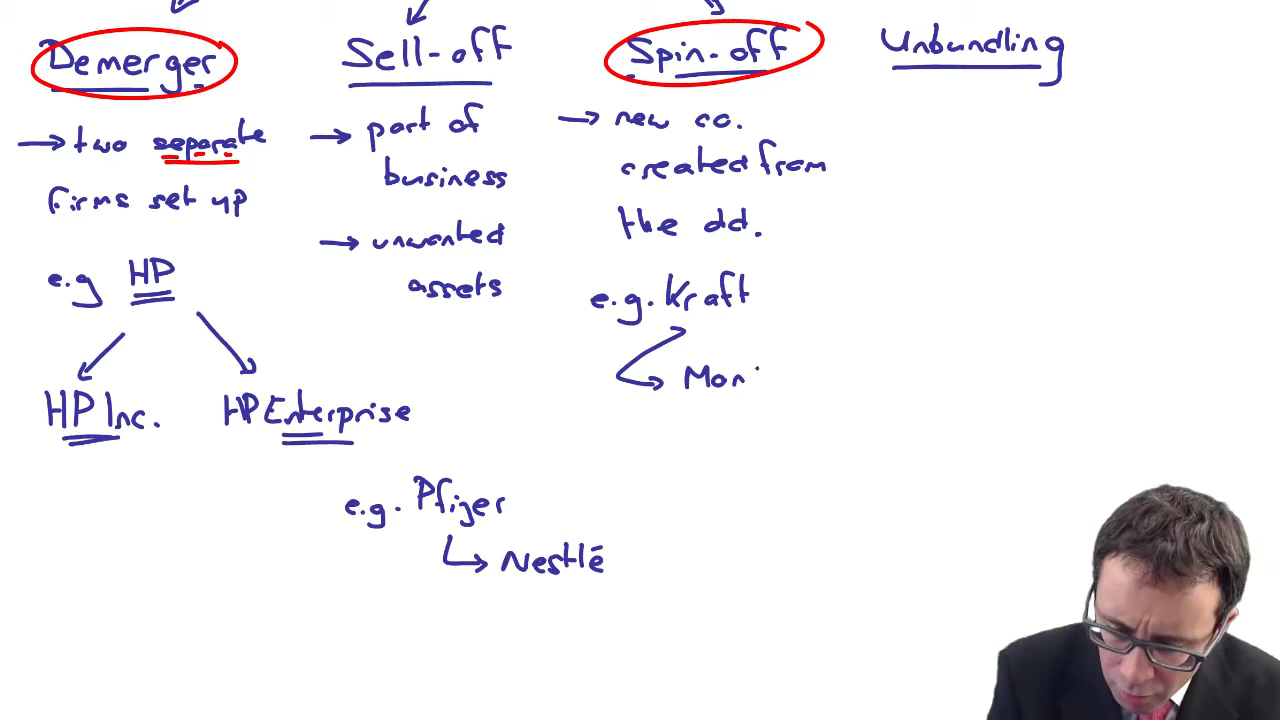 Demerger
→ two separate
firms set up
e.g HP
HP Inc. HP Enterprise
Sell-off
→ part of
business
→ unwanted
assets
e.g. Pfizer
↳ Nestlé
Spin-off
→ new co.
created from
the old.
e.g. Kraft
↳ Mon
Unbundling